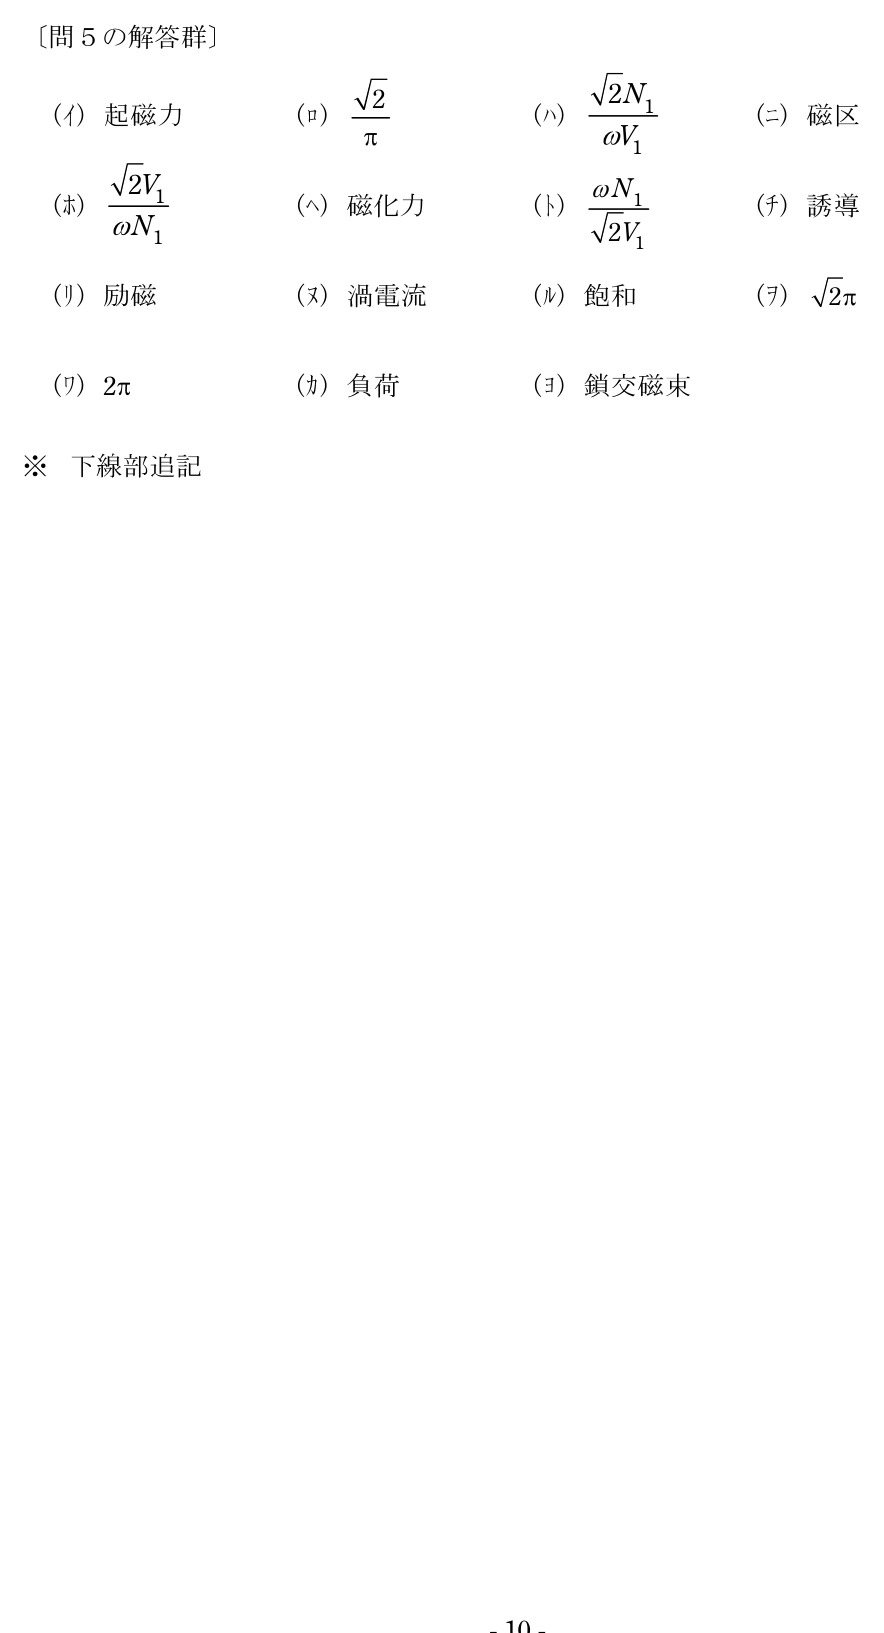 〔問５の解答群〕
(ｲ) 起磁力 (ﾛ) √2/π (ﾊ) √2N₁/ωV₁ (ﾆ) 磁区
(ﾎ) √2V₁/ωN₁ (ﾍ) 磁化力 (ﾄ) ωN₁/√2V₁ (ﾁ) 誘導
(ﾘ) 励磁 (ﾇ) 渦電流 (ﾙ) 飽和 (ｦ) √2π
(ﾜ) 2π (ｶ) 負荷 (ﾖ) 鎖交磁束
※ 下線部追記
- 10 -